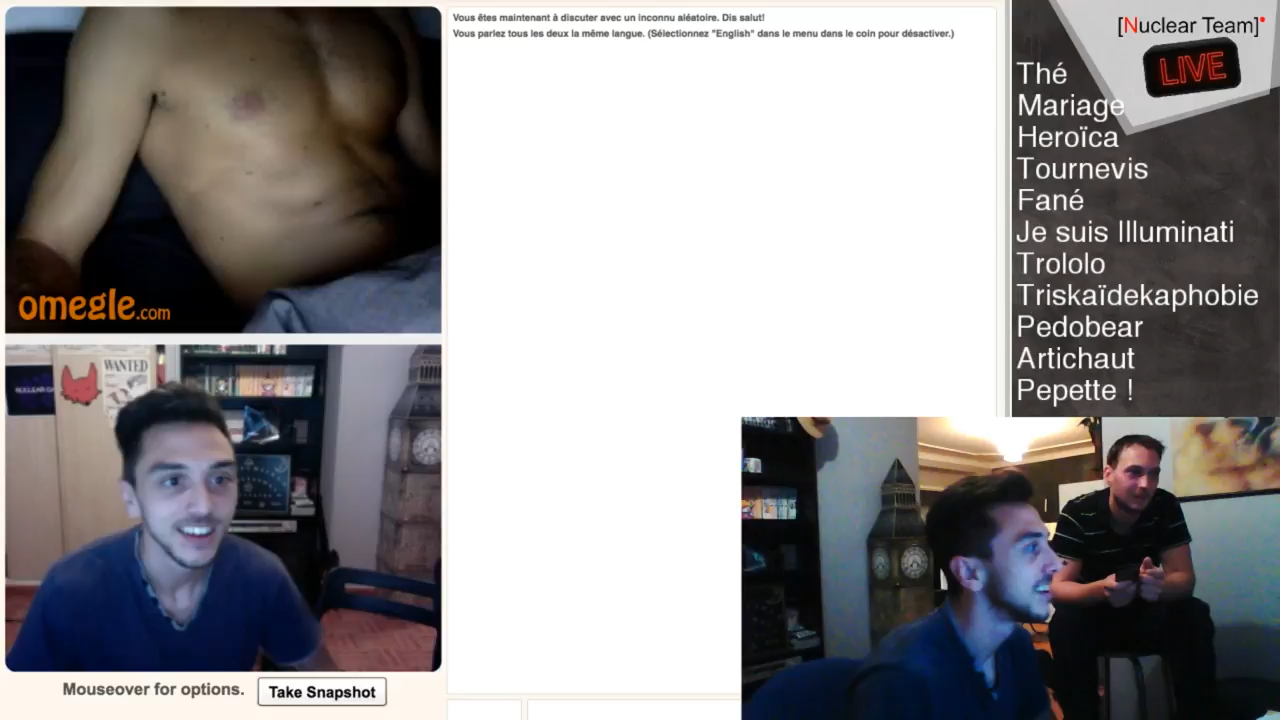 Vous êtes maintenant à discuter avec un inconnu aléatoire. Dis salut!
Vous parlez tous les deux la même langue. (Sélectionnez "English" dans le menu dans le coin pour désactiver.)
[Nuclear Team]
LIVE
Thé
Mariage
Heroïca
Tournevis
Fané
Je suis Illuminati
Trololo
Triskaïdekaphobie
Pedobear
Artichaut
Pepette !
omegle.com
WANTED
Mouseover for options.
Take Snapshot